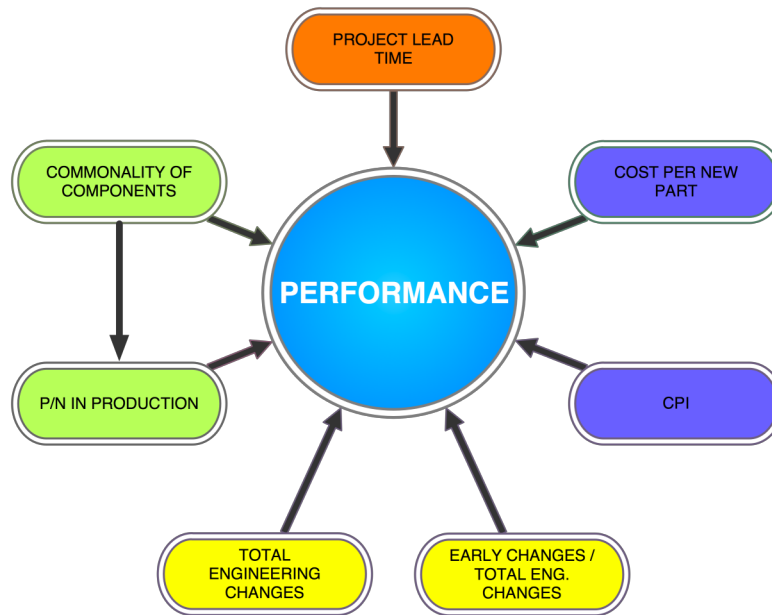 PROJECT LEAD
TIME
COMMONALITY OF
COMPONENTS
COST PER NEW
PART
PERFORMANCE
P/N IN PRODUCTION
CPI
TOTAL
ENGINEERING
CHANGES
EARLY CHANGES /
TOTAL ENG.
CHANGES